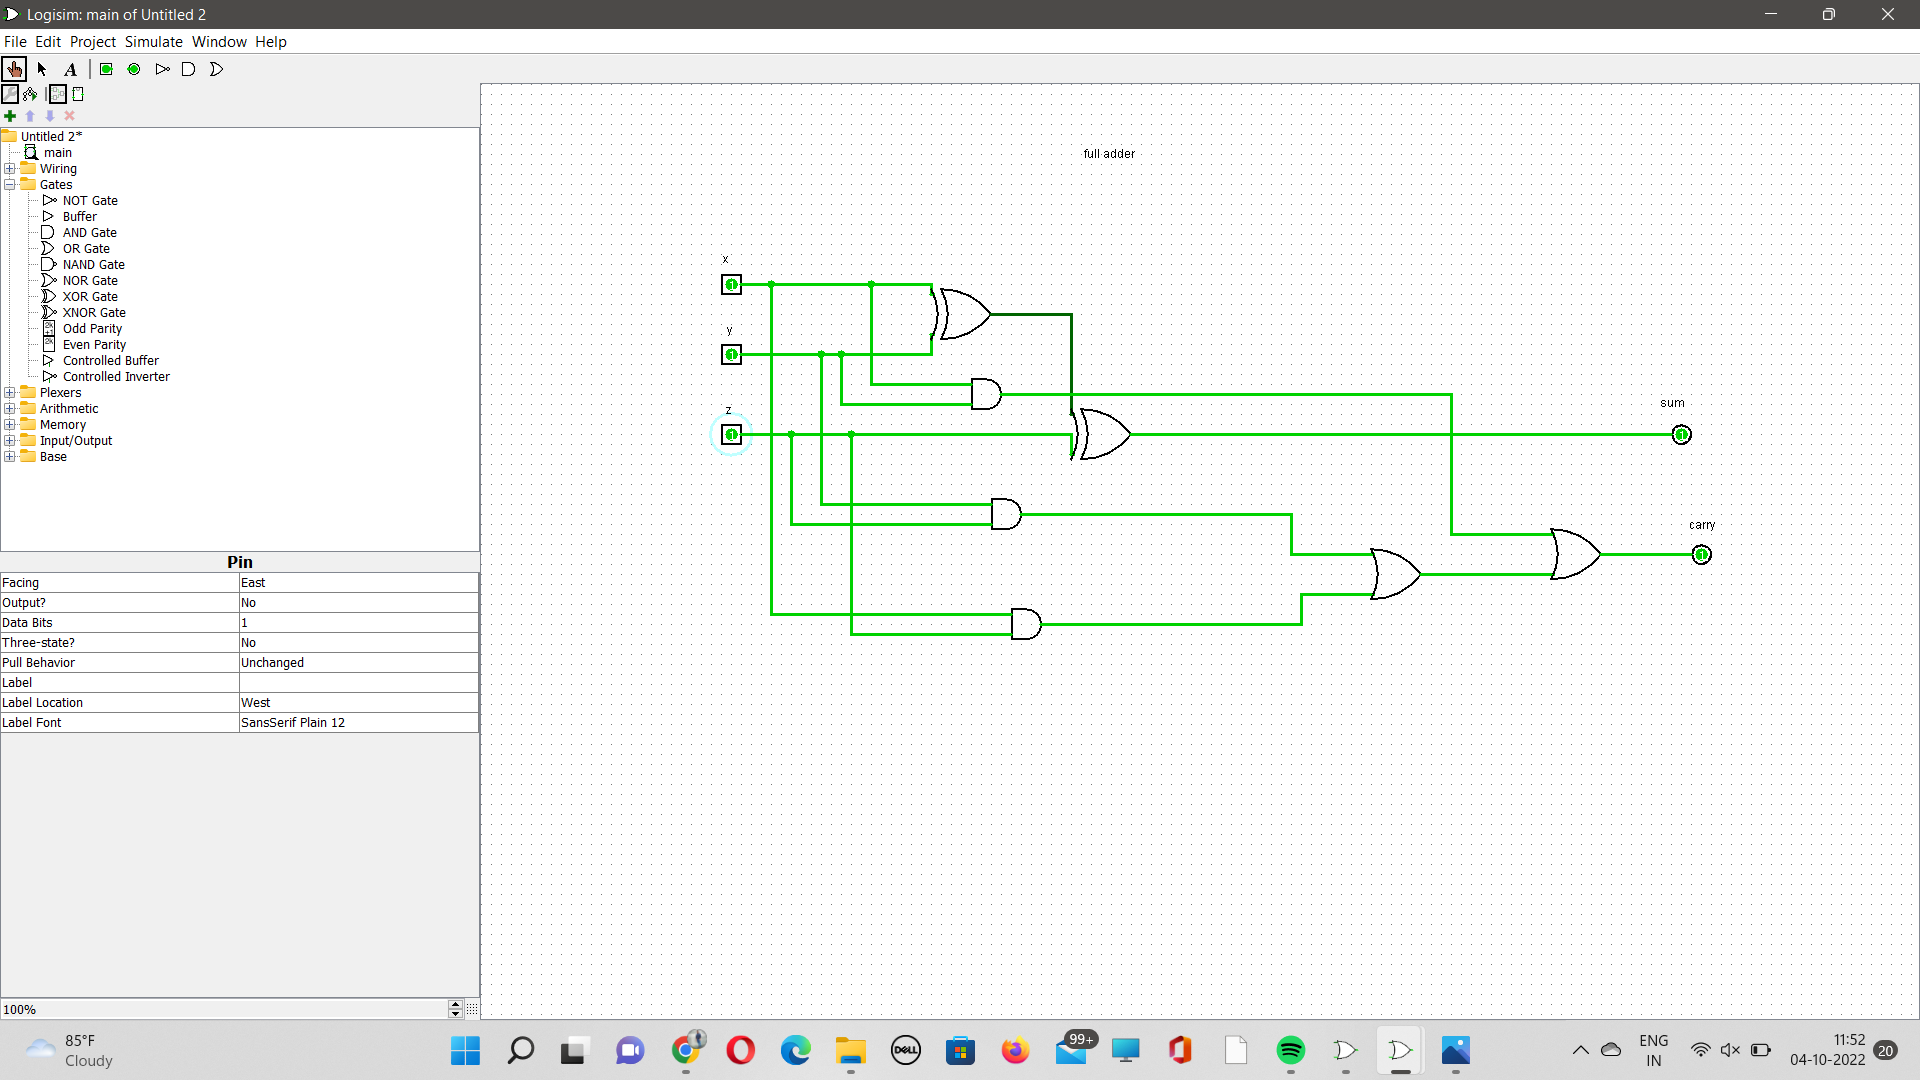 Logisim: main of Untitled 2
File Edit Project Simulate Window Help
A
Untitled 2*
main
Wiring
Gates
NOT Gate
Buffer
AND Gate
OR Gate
NAND Gate
NOR Gate
XOR Gate
XNOR Gate
Odd Parity
Even Parity
Controlled Buffer
Controlled Inverter
Plexers
Arithmetic
Memory
Input/Output
Base
Pin
Facing East
Output? No
Data Bits 1
Three-state? No
Pull Behavior Unchanged
Label
Label Location West
Label Font SansSerif Plain 12
100%
full adder
x
1
y
1
z
1
sum
1
carry
1
85°F
Cloudy
DELL
99+
ENG
IN
11:52
04-10-2022
20